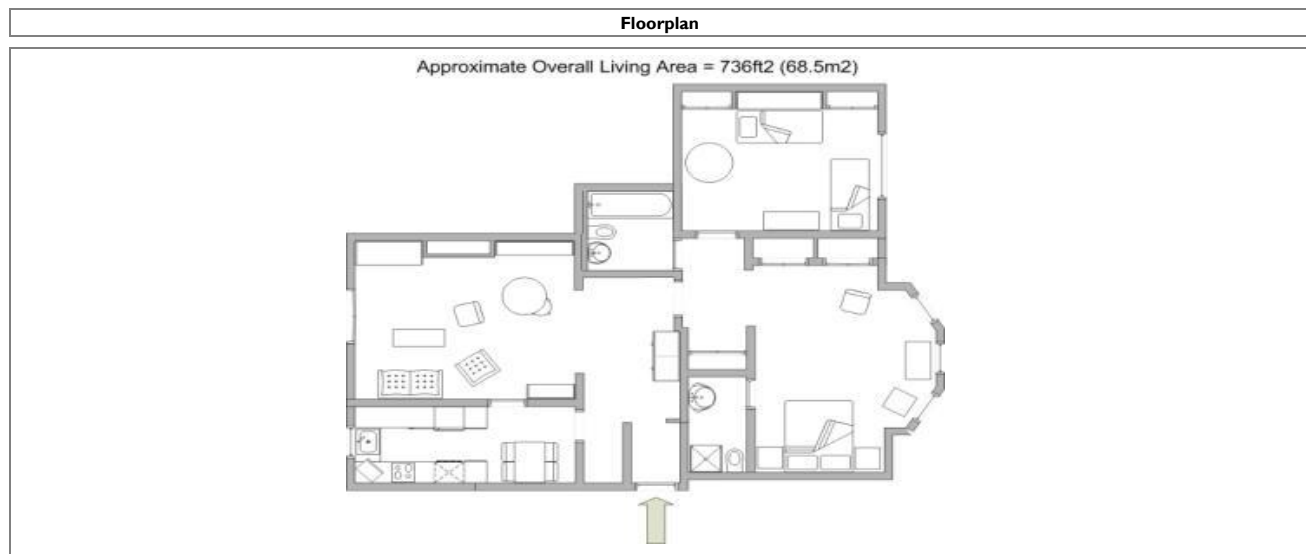 Floorplan
Approximate Overall Living Area = 736ft2 (68.5m2)